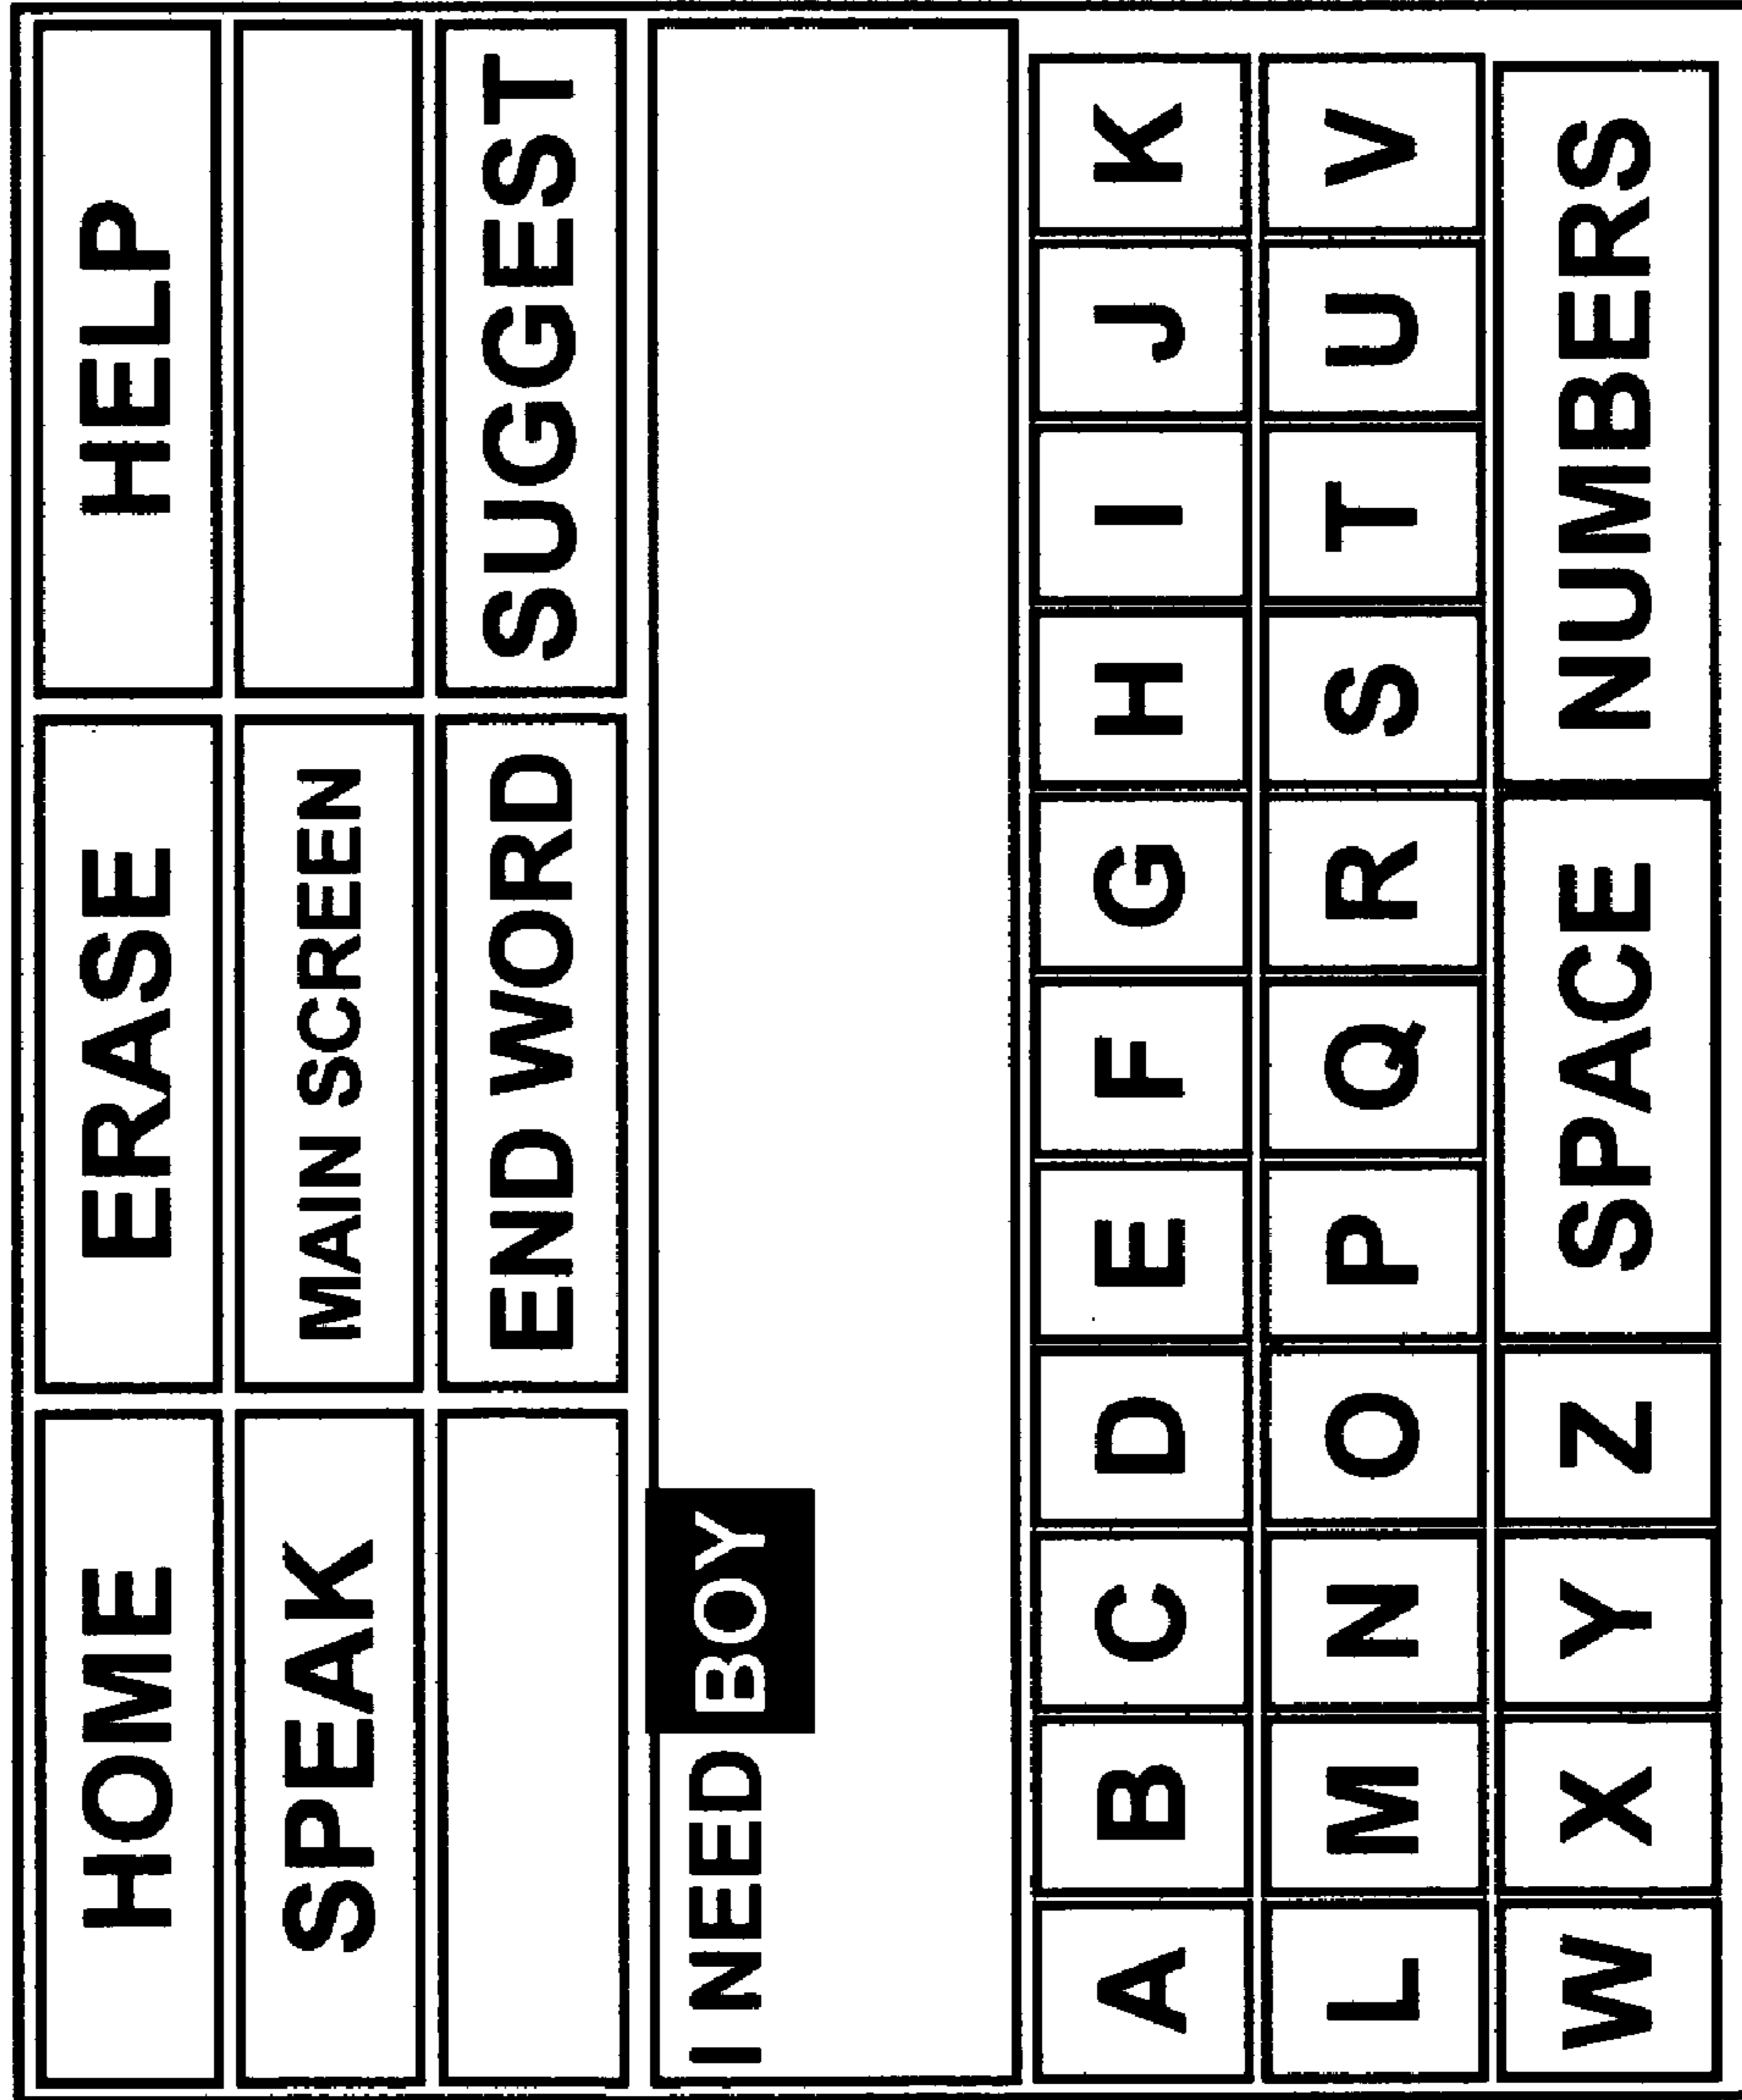 HOME ERASE HELP
SPEAK MAIN SCREEN
END WORD SUGGEST
I NEED BOY
A B C D E F G H I J K
L M N O P Q R S T U V
W X Y Z SPACE NUMBERS